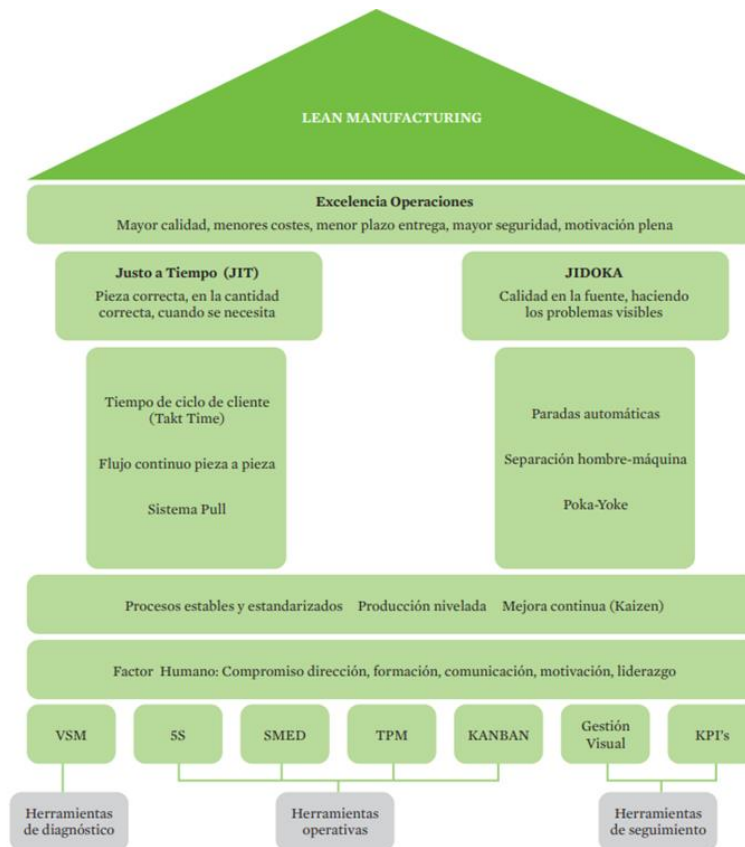 LEAN MANUFACTURING
Excelencia Operaciones
Mayor calidad, menores costes, menor plazo entrega, mayor seguridad, motivación plena
Justo a Tiempo (JIT)
Pieza correcta, en la cantidad
correcta, cuando se necesita
JIDOKA
Calidad en la fuente, haciendo
los problemas visibles
Tiempo de ciclo de cliente
(Takt Time)
Flujo continuo pieza a pieza
Sistema Pull
Paradas automáticas
Separación hombre-máquina
Poka-Yoke
Procesos estables y estandarizados Producción nivelada Mejora continua (Kaizen)
Factor Humano: Compromiso dirección, formación, comunicación, motivación, liderazgo
VSM
5S
SMED
TPM
KANBAN
Gestión
Visual
KPI's
Herramientas
de diagnóstico
Herramientas
operativas
Herramientas
de seguimiento